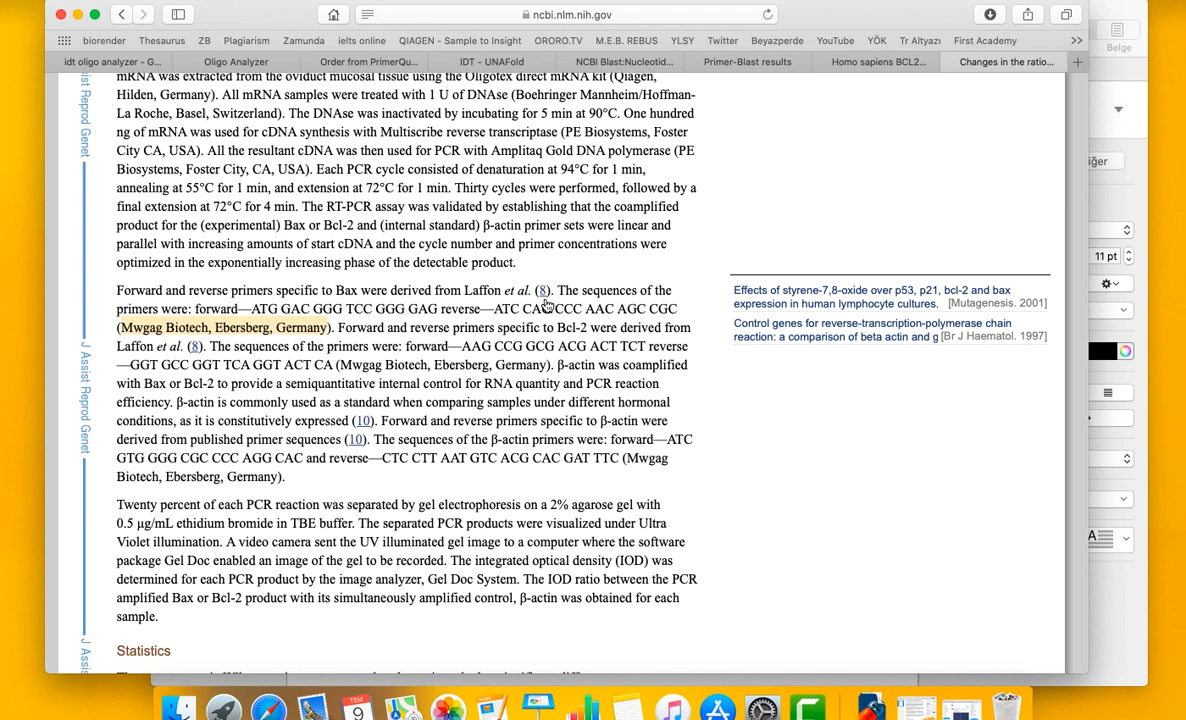 ncbi.nlm.nih.gov
Belge
biorender Thesaurus ZB Plagiarism Zamunda ielts online QIAGEN - Sample to Insight ORORO.TV M.E.B. REBUS YLSY Twitter Beyazperde YouTube YÖK Tr Altyazı First Academy >>
idt oligo analyzer - G... Oligo Analyzer Order from PrimerQu... IDT - UNAFold NCBI Blast:Nucleotid... Primer-Blast results Homo sapiens BCL2... Changes in the ratio...
mRNA was extracted from the oviduct mucosal tissue using the Oligotex direct mRNA kit (Qiagen,
Hilden, Germany). All mRNA samples were treated with 1 U of DNAse (Boehringer Mannheim/Hoffman-
La Roche, Basel, Switzerland). The DNAse was inactivated by incubating for 5 min at 90°C. One hundred
ng of mRNA was used for cDNA synthesis with Multiscribe reverse transcriptase (PE Biosystems, Foster
City CA, USA). All the resultant cDNA was then used for PCR with Amplitaq Gold DNA polymerase (PE
Biosystems, Foster City, CA, USA). Each PCR cycle consisted of denaturation at 94°C for 1 min,
annealing at 55°C for 1 min, and extension at 72°C for 1 min. Thirty cycles were performed, followed by a
final extension at 72°C for 4 min. The RT-PCR assay was validated by establishing that the coamplified
product for the (experimental) Bax or Bcl-2 and (internal standard) β-actin primer sets were linear and
parallel with increasing amounts of start cDNA and the cycle number and primer concentrations were
optimized in the exponentially increasing phase of the detectable product.
Forward and reverse primers specific to Bax were derived from Laffon et al. (8). The sequences of the
primers were: forward—ATG GAC GGG TCC GGG GAG reverse—ATC CAG CCC AAC AGC CGC
(Mwgag Biotech, Ebersberg, Germany). Forward and reverse primers specific to Bcl-2 were derived from
Laffon et al. (8). The sequences of the primers were: forward—AAG CCG GCG ACG ACT TCT reverse
—GGT GCC GGT TCA GGT ACT CA (Mwgag Biotech, Ebersberg, Germany). β-actin was coamplified
with Bax or Bcl-2 to provide a semiquantitative internal control for RNA quantity and PCR reaction
efficiency. β-actin is commonly used as a standard whn comparing samples under different hormonal
conditions, as it is constitutively expressed (10). Forward and reverse primers specific to β-actin were
derived from published primer sequences (10). The sequences of the β-actin primers were: forward—ATC
GTG GGG CGC CCC AGG CAC and reverse—CTC CTT AAT GTC ACG CAC GAT TTC (Mwgag
Biotech, Ebersberg, Germany).
Twenty percent of each PCR reaction was separated by gel electrophoresis on a 2% agarose gel with
0.5 μg/mL ethidium bromide in TBE buffer. The separated PCR products were visualized under Ultra
Violet illumination. A video camera sent the UV illuminated gel image to a computer where the software
package Gel Doc enabled an image of the gel to be recorded. The integrated optical density (IOD) was
determined for each PCR product by the image analyzer, Gel Doc System. The IOD ratio between the PCR
amplified Bax or Bcl-2 product with its simultaneously amplified control, β-actin was obtained for each
sample.
Statistics
Effects of styrene-7,8-oxide over p53, p21, bcl-2 and bax
expression in human lymphocyte cultures. [Mutagenesis. 2001]
Control genes for reverse-transcription-polymerase chain
reaction: a comparison of beta actin and g [Br J Haematol. 1997]
ssist Reprod Genet
J Assist Reprod Genet
J Assis
iğer
11 pt
A
TEM
9